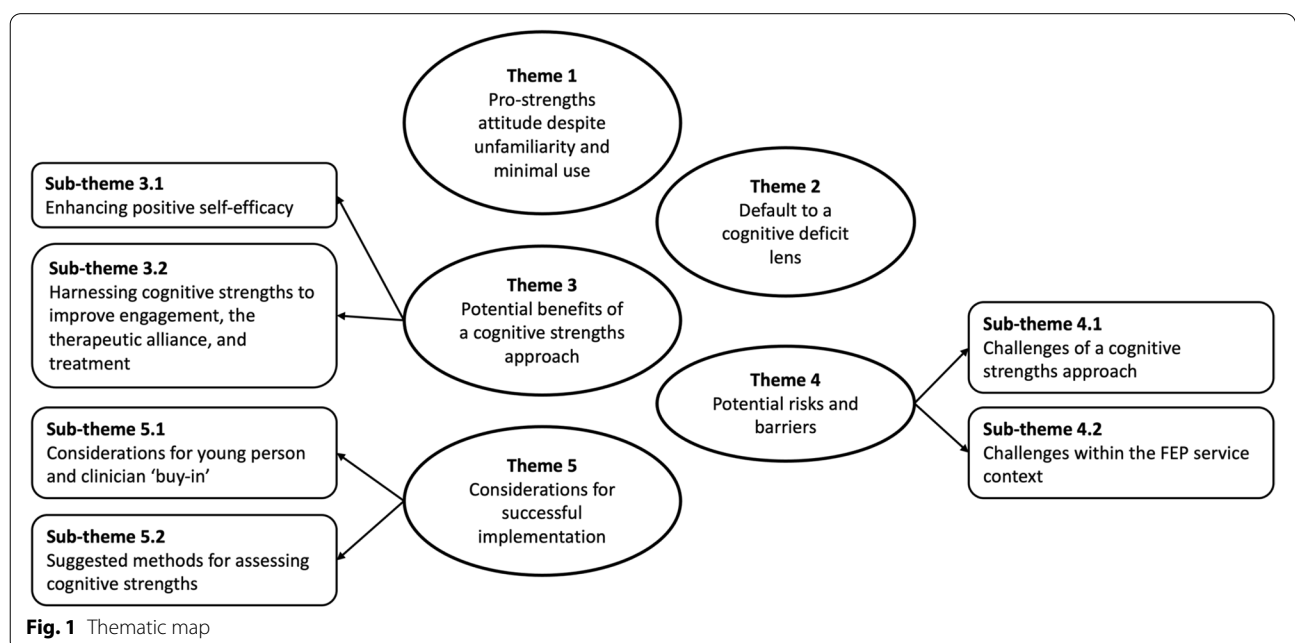 Theme 1
Pro-strengths
attitude despite
unfamiliarity and
minimal use
Theme 2
Default to a
cognitive deficit
lens
Sub-theme 3.1
Enhancing positive self-efficacy
Sub-theme 3.2
Harnessing cognitive strengths to
improve engagement, the
therapeutic alliance, and
treatment
Theme 3
Potential benefits of
a cognitive strengths
approach
Theme 4
Potential risks and
barriers
Sub-theme 4.1
Challenges of a cognitive
strengths approach
Sub-theme 4.2
Challenges within the FEP service
context
Sub-theme 5.1
Considerations for young person
and clinician ‘buy-in’
Sub-theme 5.2
Suggested methods for assessing
cognitive strengths
Theme 5
Considerations for
successful
implementation
Fig. 1 Thematic map